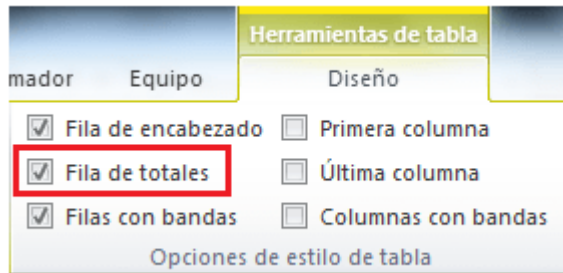 Herramientas de tabla
mador Equipo Diseño
Fila de encabezado Primera columna
Fila de totales Última columna
Filas con bandas Columnas con bandas
Opciones de estilo de tabla